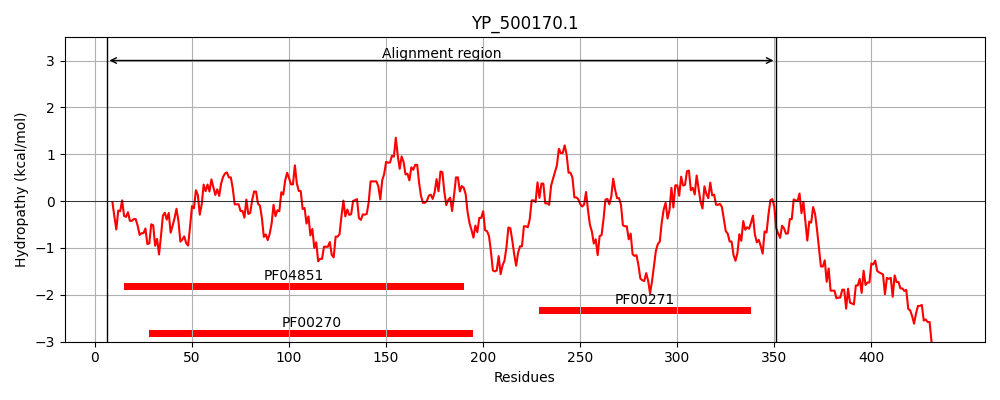 YP_500170.1
Alignment region
3
2
1
0
−1
−2
−3
Hydropathy (kcal/mol)
PF04851
PF00271
PF00270
0 50 100 150 200 250 300 350 400
Residues